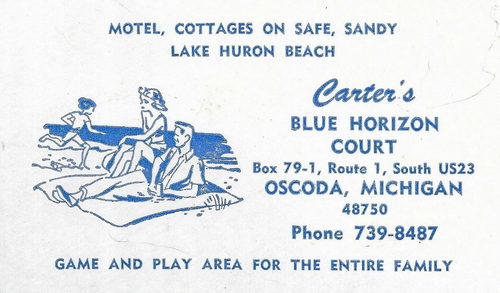 MOTEL, COTTAGES ON SAFE, SANDY
LAKE HURON BEACH
Carter's
BLUE HORIZON
COURT
Box 79-1, Route 1, South US23
OSCODA, MICHIGAN
48750
Phone 739-8487
GAME AND PLAY AREA FOR THE ENTIRE FAMILY